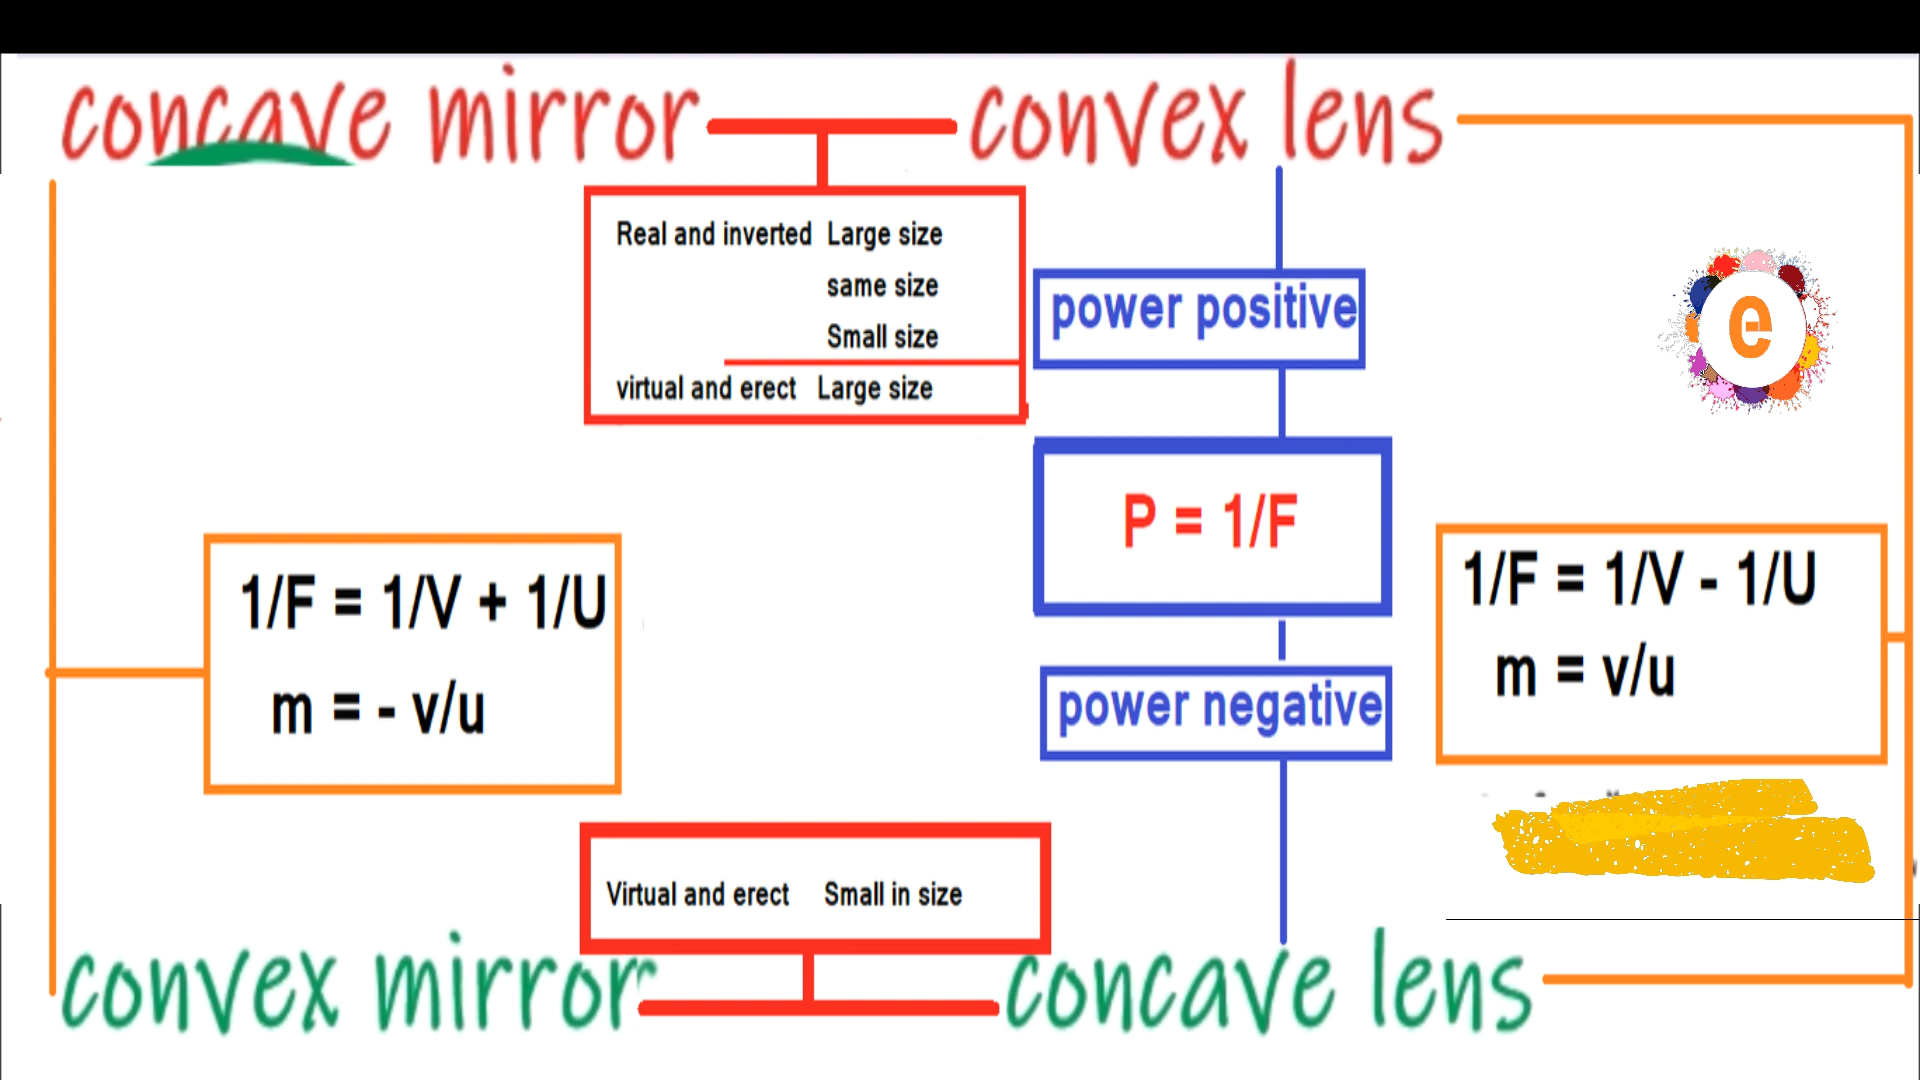 concave mirror
convex lens
Real and inverted Large size
same size
Small size
virtual and erect Large size
power positive
e
P = 1/F
1/F = 1/V + 1/U
m = - v/u
1/F = 1/V - 1/U
m = v/u
power negative
Virtual and erect Small in size
convex mirror
concave lens